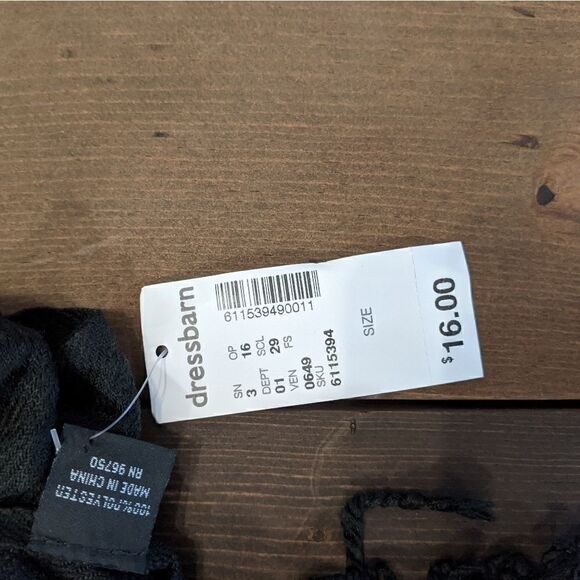 dressbarn
611539490011
SN OP
3 16
DEPT SCL
01 29
VEN FS
0649
SKU
6115394
SIZE
$16.00
100% POLYESTER
MADE IN CHINA
RN 96750